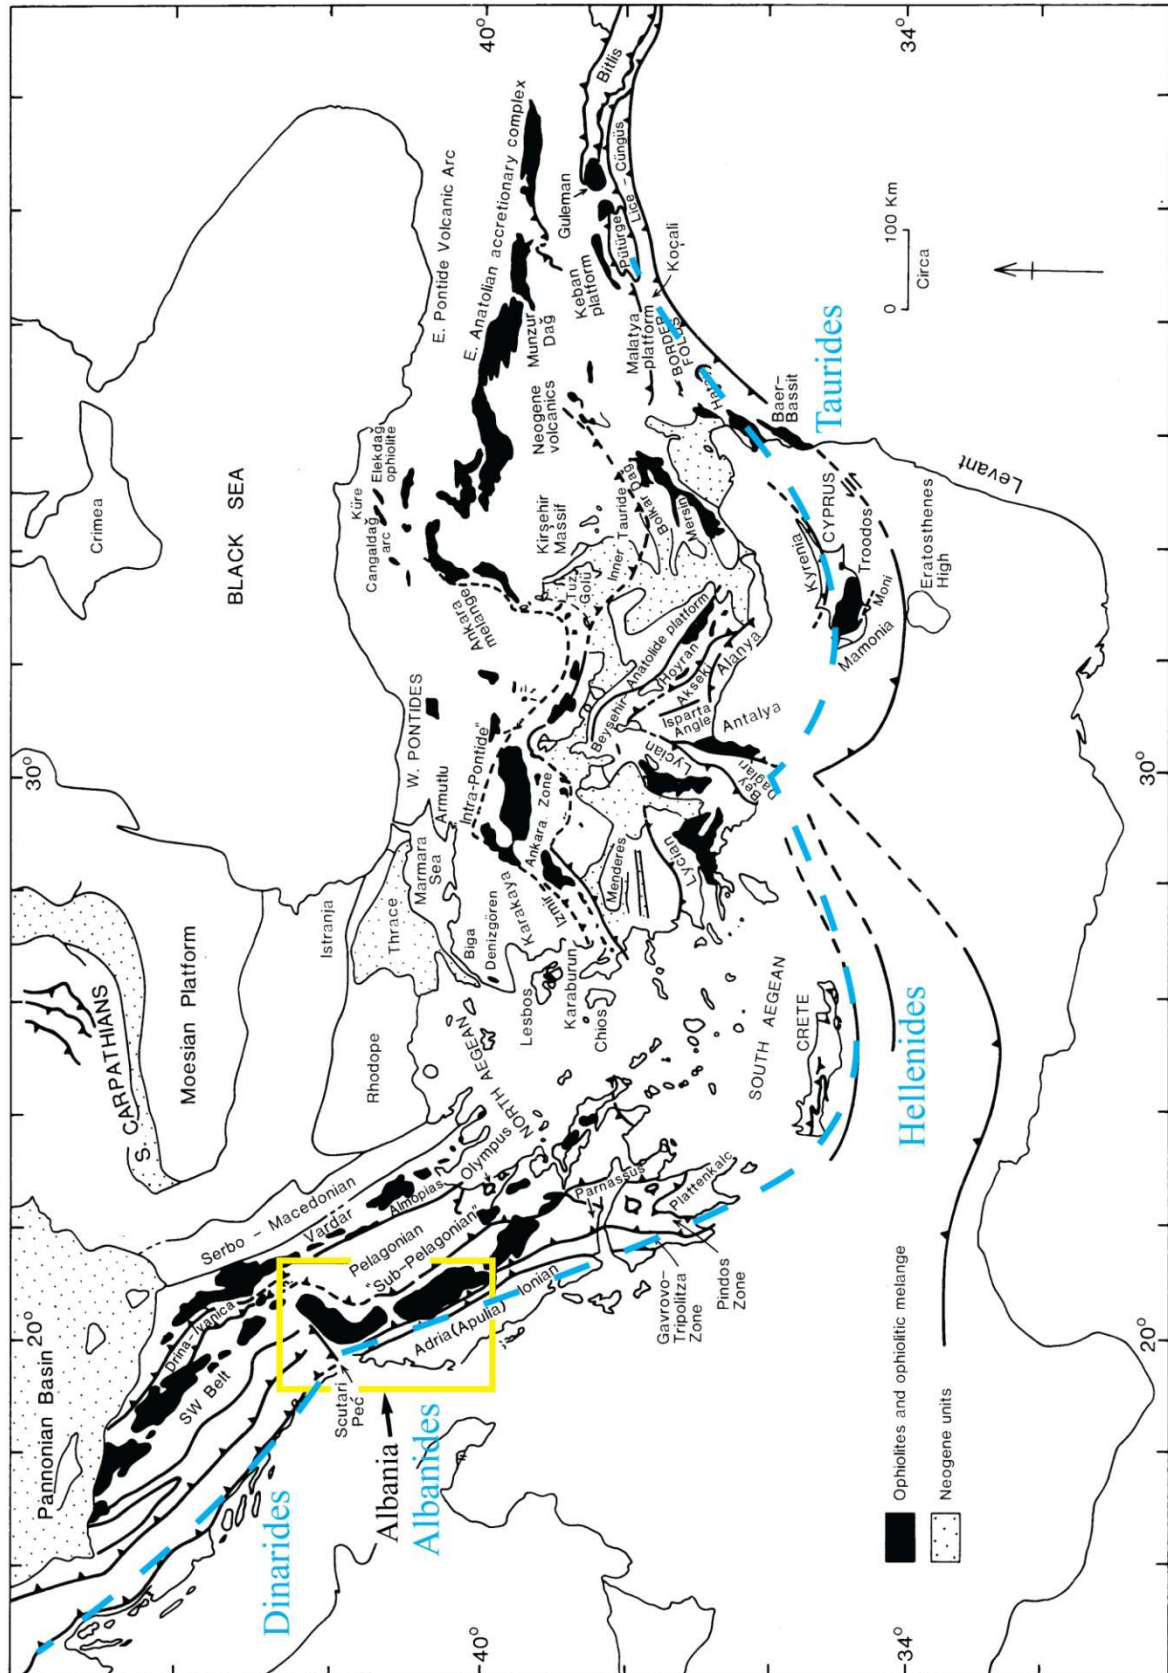 20°
30°
40°
34°
40°
34°
Pannonian Basin
S. CARPATHIANS
Moesian Platform
Crimea
BLACK SEA
Istranja
Rhodope
Thrace
Marmara
Sea
Armutlu
W. PONTIDES
Küre
Cangaldağ
arc
Elekdağ
ophiolite
E. Pontide Volcanic Arc
E. Anatolian accretionary complex
Serbo-Macedonian
Vardar
Almopias
Drina-Ivanica
SW Belt
Pelagonian
"Sub-Pelagonian"
Olympus
NORTH AEGEAN
Biga
Denizgören
Karakaya
"Intra-Pontide"
Ankara
melange
Kirşehir
Massif
Neogene
volcanics
Munzur
Dağ
Keban
platform
Guleman
Bitlis
Pütürge
Lice - Cüngüs
Malatya
platform
Koçali
BORDER
FOLDS
Hatay
Baer-
Bassit
Lesbos
Karaburun
Chios
Izmir
Ankara Zone
Menderes
Lycian
Lycian
Bey
Dağlari
Beyşehir
Hoyran
Anatolide platform
Akseki
Isparta
Angle
Alanya
Antalya
Tuz
Gölü
Inner Tauride
Bolkar Dağ
Mersin
Scutari
Peć
Adria (Apulia)
Ionian
Parnassus
Plattenkalc
Gavrovo-
Tripolitza
Zone
Pindos
Zone
SOUTH AEGEAN
CRETE
Kyrenia
CYPRUS
Troodos
Moni
Mamonia
Eratosthenes
High
Levant
Dinarides
Albania
Albanides
Hellenides
Taurides
0 100 Km
Circa
Ophiolites and ophiolitic melange
Neogene units